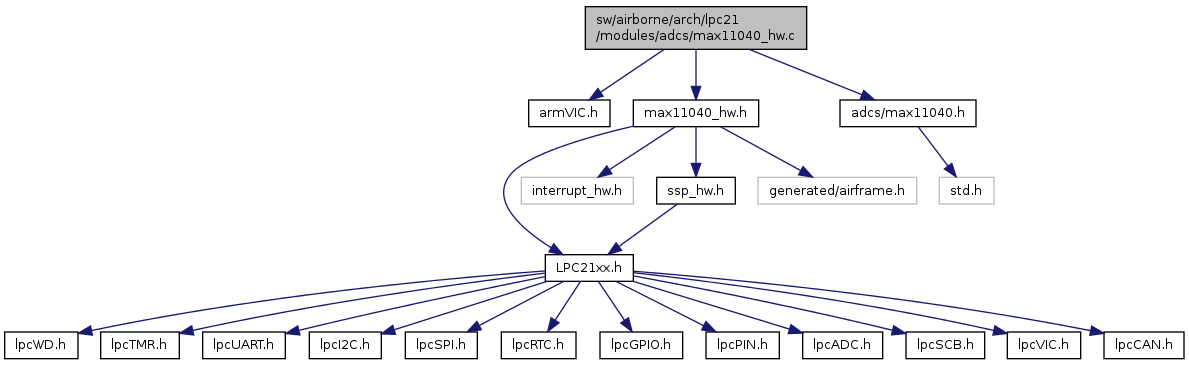 sw/airborne/arch/lpc21
/modules/adcs/max11040_hw.c
armVIC.h
max11040_hw.h
adcs/max11040.h
interrupt_hw.h
ssp_hw.h
generated/airframe.h
std.h
LPC21xx.h
lpcWD.h
lpcTMR.h
lpcUART.h
lpcI2C.h
lpcSPI.h
lpcRTC.h
lpcGPIO.h
lpcPIN.h
lpcADC.h
lpcSCB.h
lpcVIC.h
lpcCAN.h